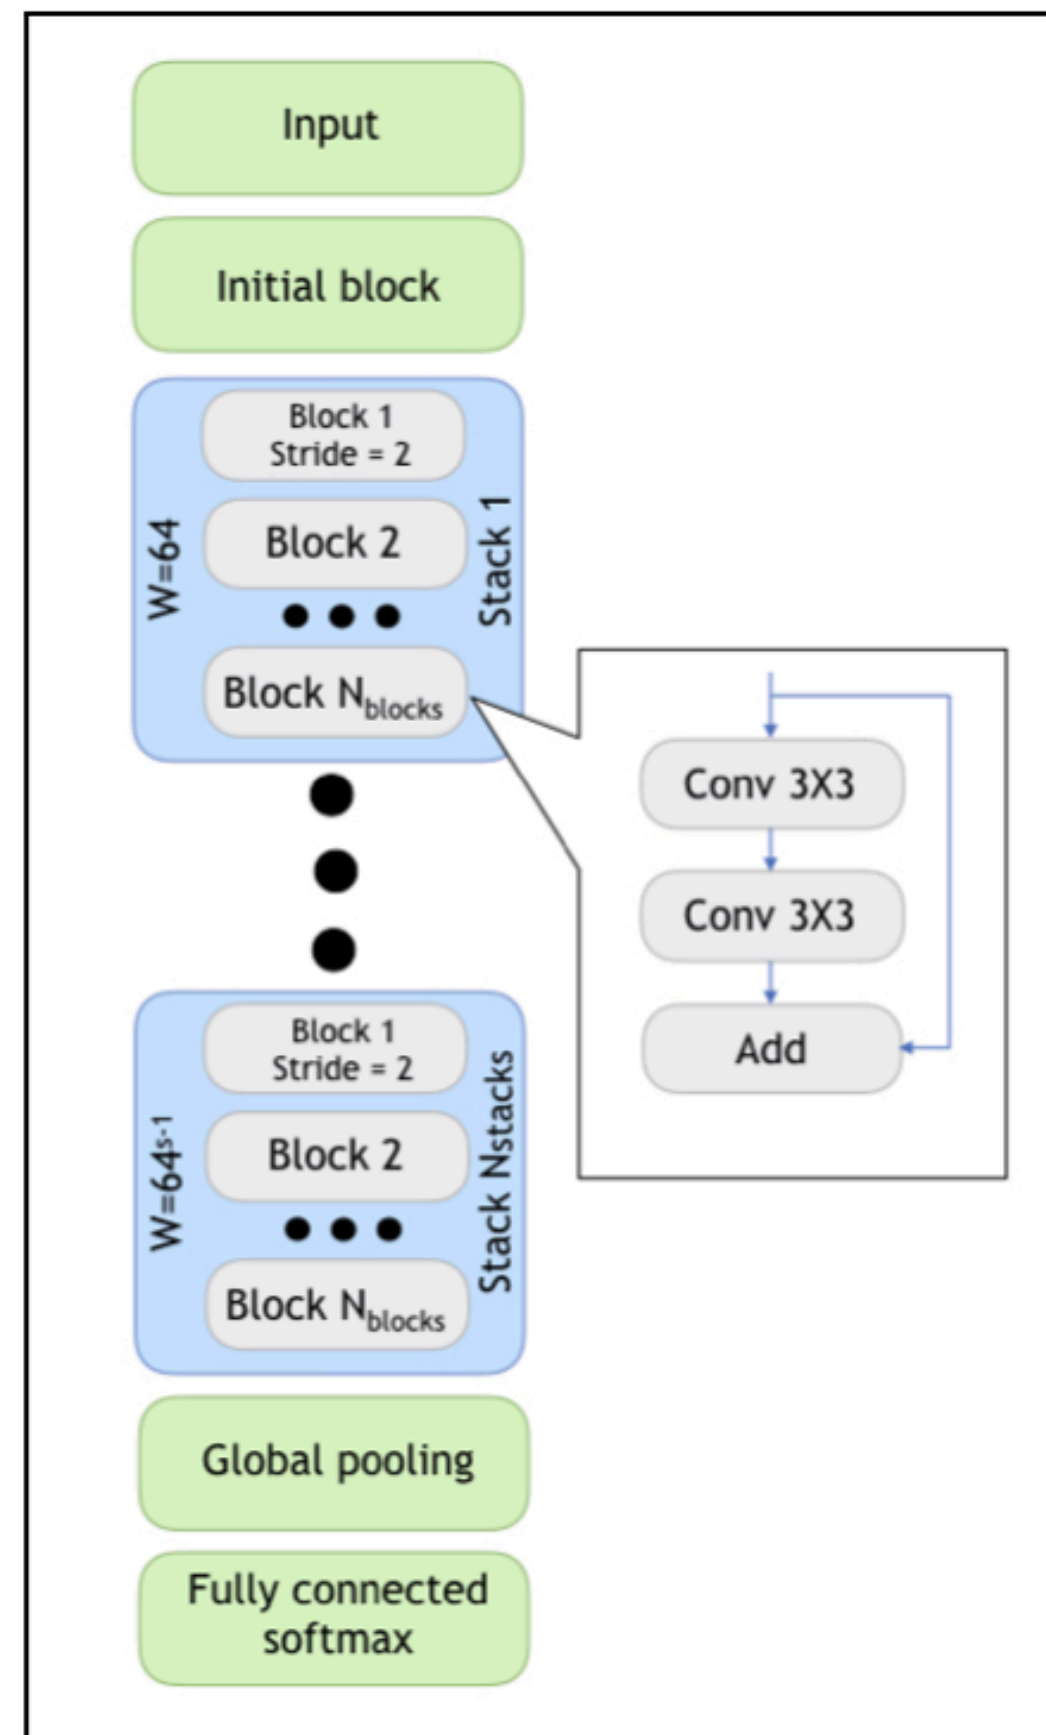 Input
Initial block
W=64
Block 1
Stride = 2
Block 2
Block Nblocks
Stack 1
Conv 3X3
Conv 3X3
Add
W=64s-1
Block 1
Stride = 2
Block 2
Block Nblocks
Stack Nstacks
Global pooling
Fully connected
softmax